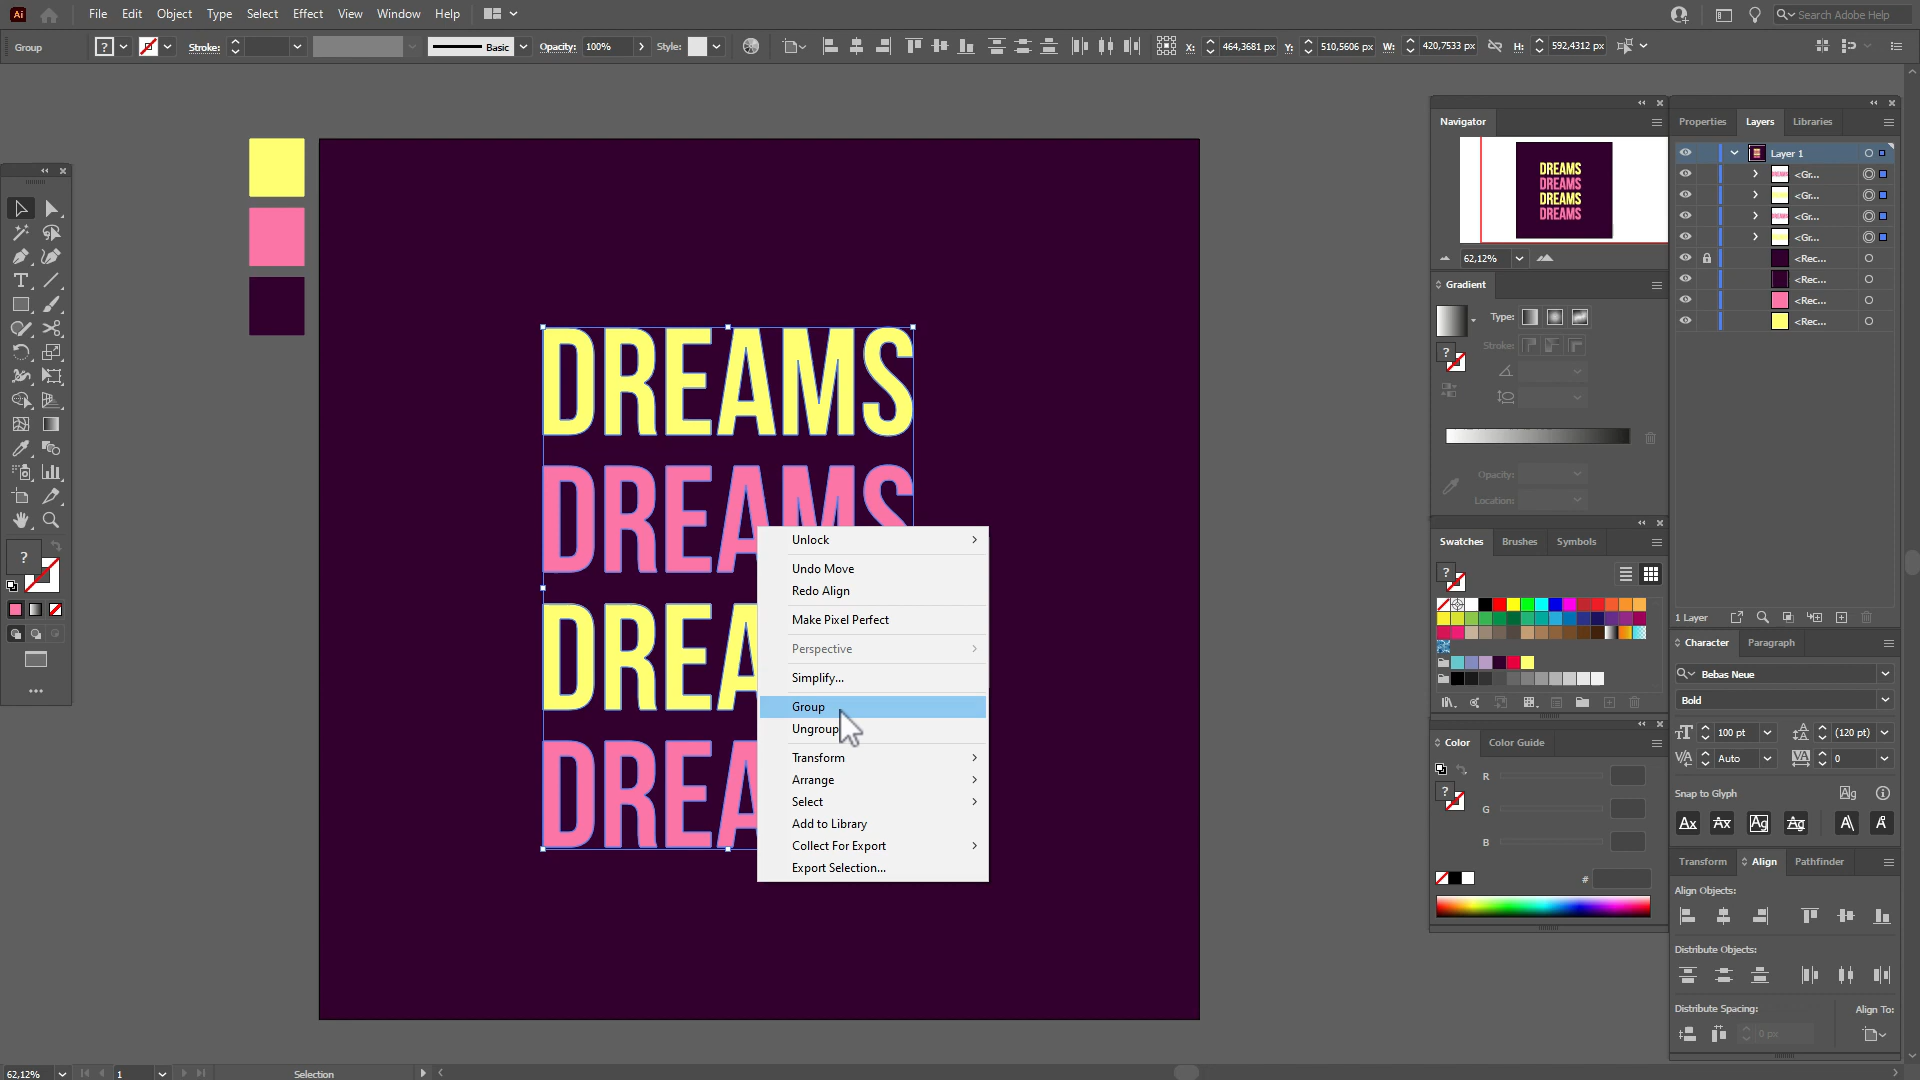 Ai File Edit Object Type Select Effect View Window Help Search Adobe Help
Group ? Stroke: Basic Opacity: 100% Style: X: 464,3681 px Y: 510,5606 px W: 420,7533 px H: 592,4312 px
Navigator
Properties Layers Libraries
Layer 1
<Gr...
<Gr...
<Gr...
<Gr...
<Rec...
<Rec...
<Rec...
<Rec...
DREAMS
DREAMS
DREAMS
DREAMS
62,12%
Gradient
Type:
Stroke:
Opacity:
Location:
DREAMS
DREAMS
DREA
DREA
Unlock
Undo Move
Redo Align
Make Pixel Perfect
Perspective
Simplify...
Group
Ungroup
Transform
Arrange
Select
Add to Library
Collect For Export
Export Selection...
Swatches Brushes Symbols
1 Layer
Character Paragraph
Bebas Neue
Bold
100 pt (120 pt)
Auto 0
Snap to Glyph
Color Color Guide
R
G
B
#
Transform Align Pathfinder
Align Objects:
Distribute Objects:
Distribute Spacing: Align To:
0 px
62,12% 1 Selection